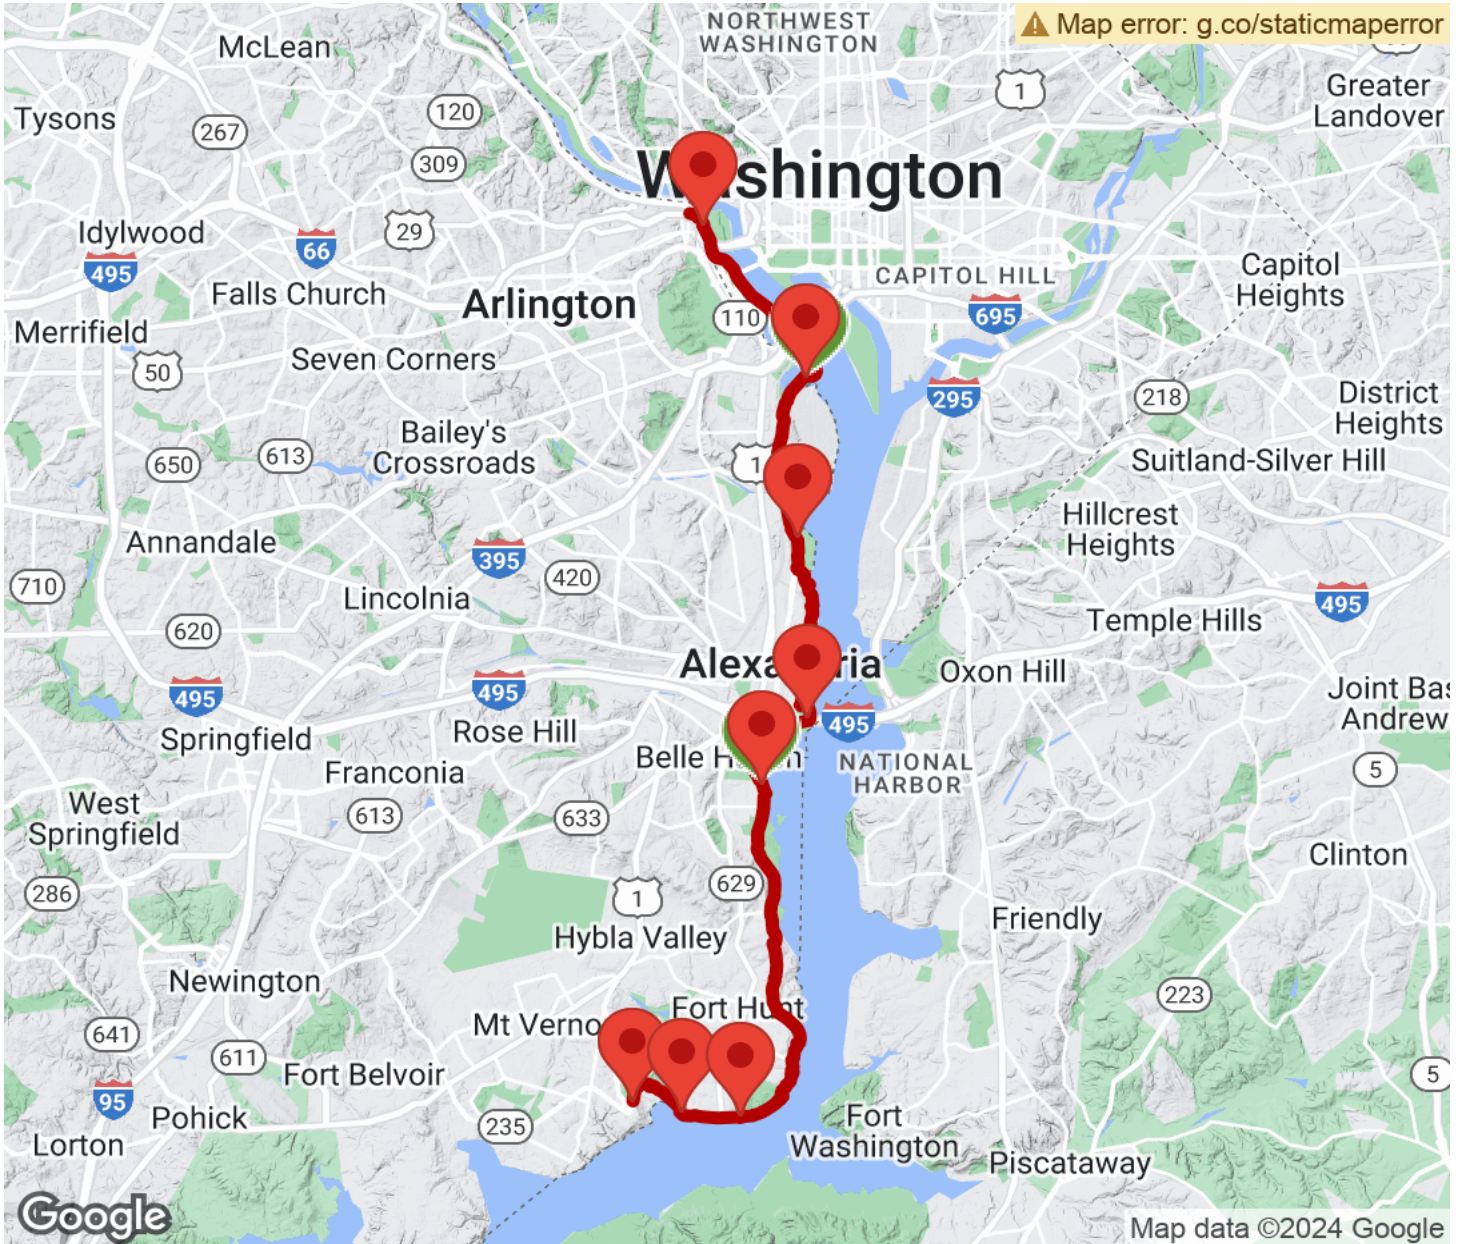 NORTHWEST
WASHINGTON
Map error: g.co/staticmaperror
McLean
1
Greater
Landover
Tysons
267
120
309
Washington
Idylwood
29
66
495
Falls Church
Arlington
CAPITOL HILL
Capitol
Heights
110
695
Merrifield
50
Seven Corners
295
218
District
Heights
Bailey's
Crossroads
650
613
1
Suitland-Silver Hill
Hillcrest
Heights
Annandale
395
420
710
Lincolnia
495
620
Temple Hills
Alexa ria
Oxon Hill
495
495
495
Joint Bas
Andrew
Springfield
Rose Hill
Belle H n
NATIONAL
HARBOR
Franconia
5
West
Springfield
613
633
Clinton
286
1
629
Friendly
Hybla Valley
Newington
223
Mt Verno
Fort Hunt
641
611
Fort Belvoir
5
95
Pohick
235
Fort
Washington
Lorton
Piscataway
Google
Map data ©2024 Google